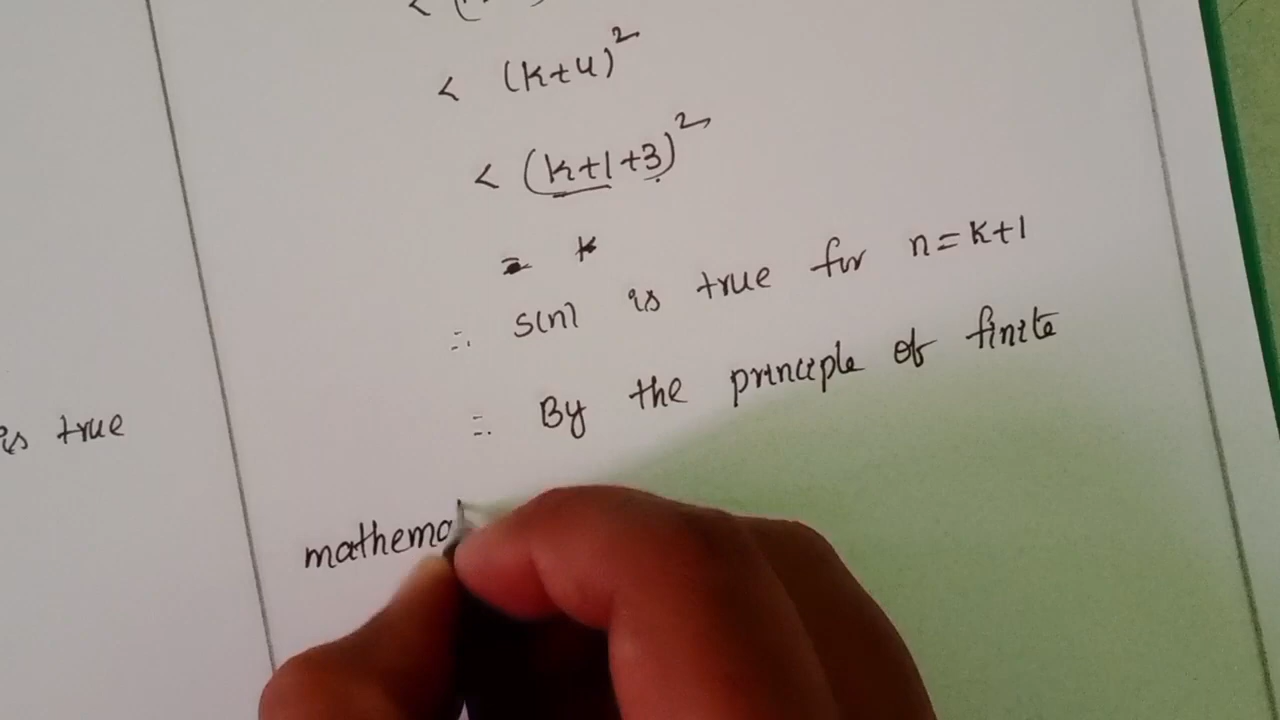 < (k+4)²
< (k+1+3)²
∴ S(n) is true for n=k+1
is true
∴ By the principle of finite
mathema